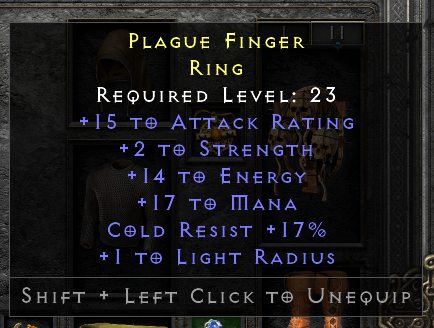 Plague Finger
Ring
Required Level: 23
+15 to Attack Rating
+2 to Strength
+14 to Energy
+17 to Mana
Cold Resist +17%
+1 to Light Radius
Shift + Left Click to Unequip
II